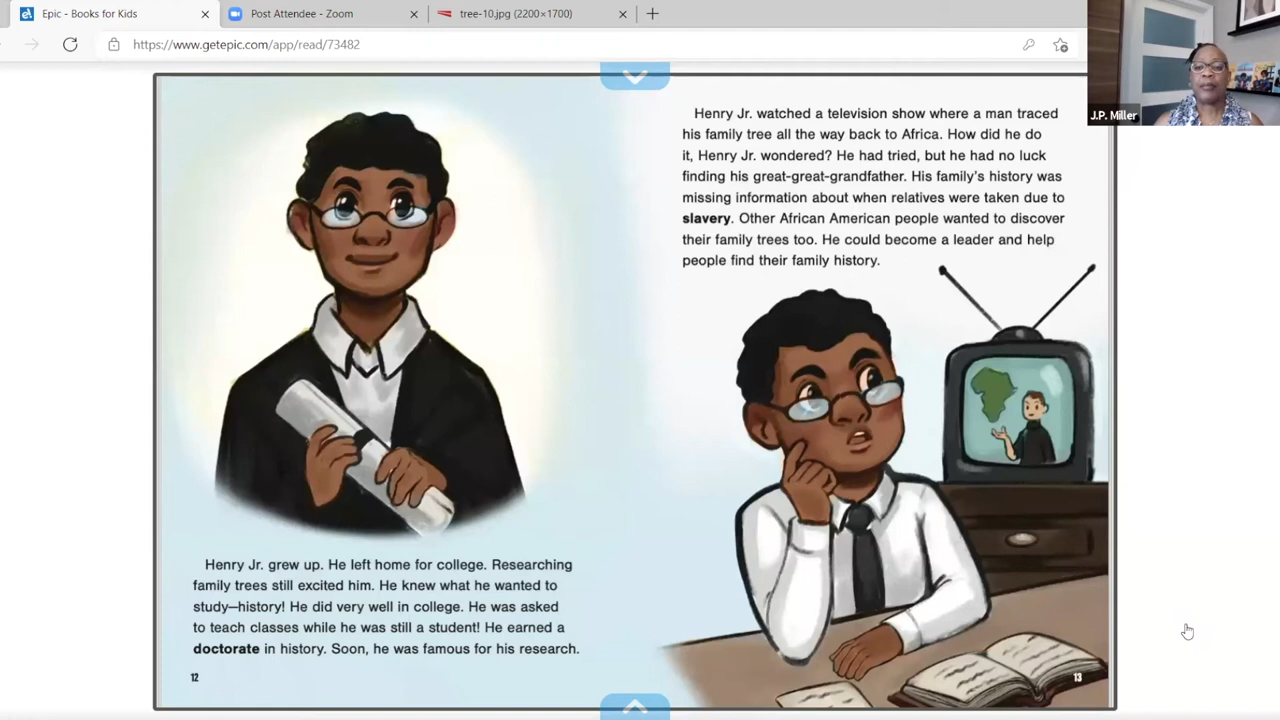 Epic - Books for Kids
Post Attendee - Zoom
tree-10.jpg (2200×1700)
https://www.getepic.com/app/read/73482
J.P. Miller
Henry Jr. grew up. He left home for college. Researching
family trees still excited him. He knew what he wanted to
study—history! He did very well in college. He was asked
to teach classes while he was still a student! He earned a
doctorate in history. Soon, he was famous for his research.
12
Henry Jr. watched a television show where a man traced
his family tree all the way back to Africa. How did he do
it, Henry Jr. wondered? He had tried, but he had no luck
finding his great-great-grandfather. His family's history was
missing information about when relatives were taken due to
slavery. Other African American people wanted to discover
their family trees too. He could become a leader and help
people find their family history.
13